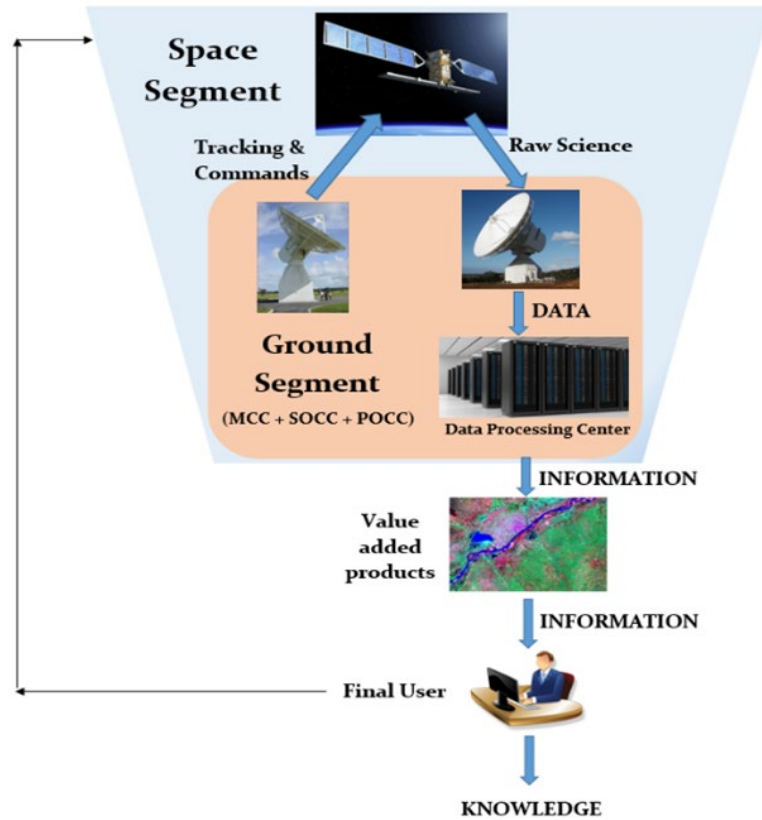 Space
Segment
Tracking &
Commands
Raw Science
DATA
Ground
Segment
(MCC + SOCC + POCC)
Data Processing Center
INFORMATION
Value
added
products
INFORMATION
Final User
KNOWLEDGE